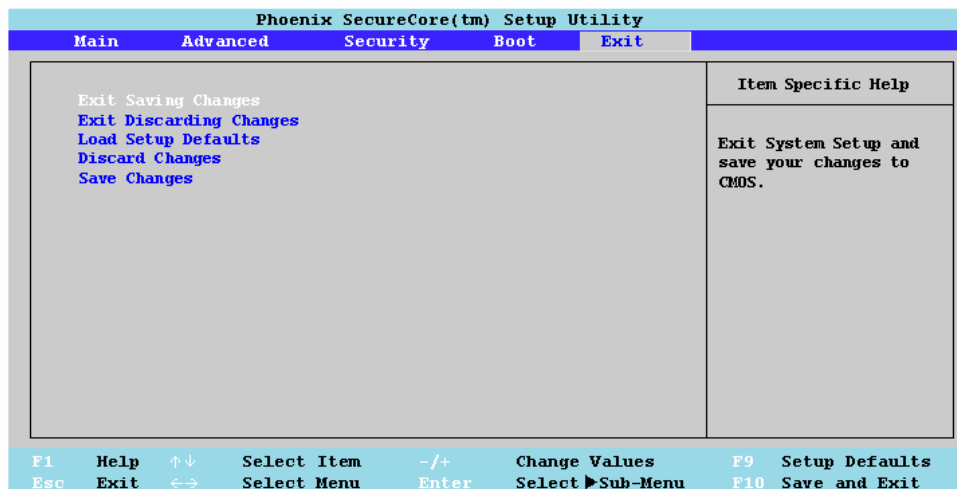 Phoenix SecureCore(tm) Setup Utility
Main Advanced Security Boot Exit
Exit Saving Changes
Exit Discarding Changes
Load Setup Defaults
Discard Changes
Save Changes
Item Specific Help
Exit System Setup and
save your changes to
CMOS.
F1 Help ↑↓ Select Item -/+ Change Values F9 Setup Defaults
Esc Exit ←→ Select Menu Enter Select ▶Sub-Menu F10 Save and Exit